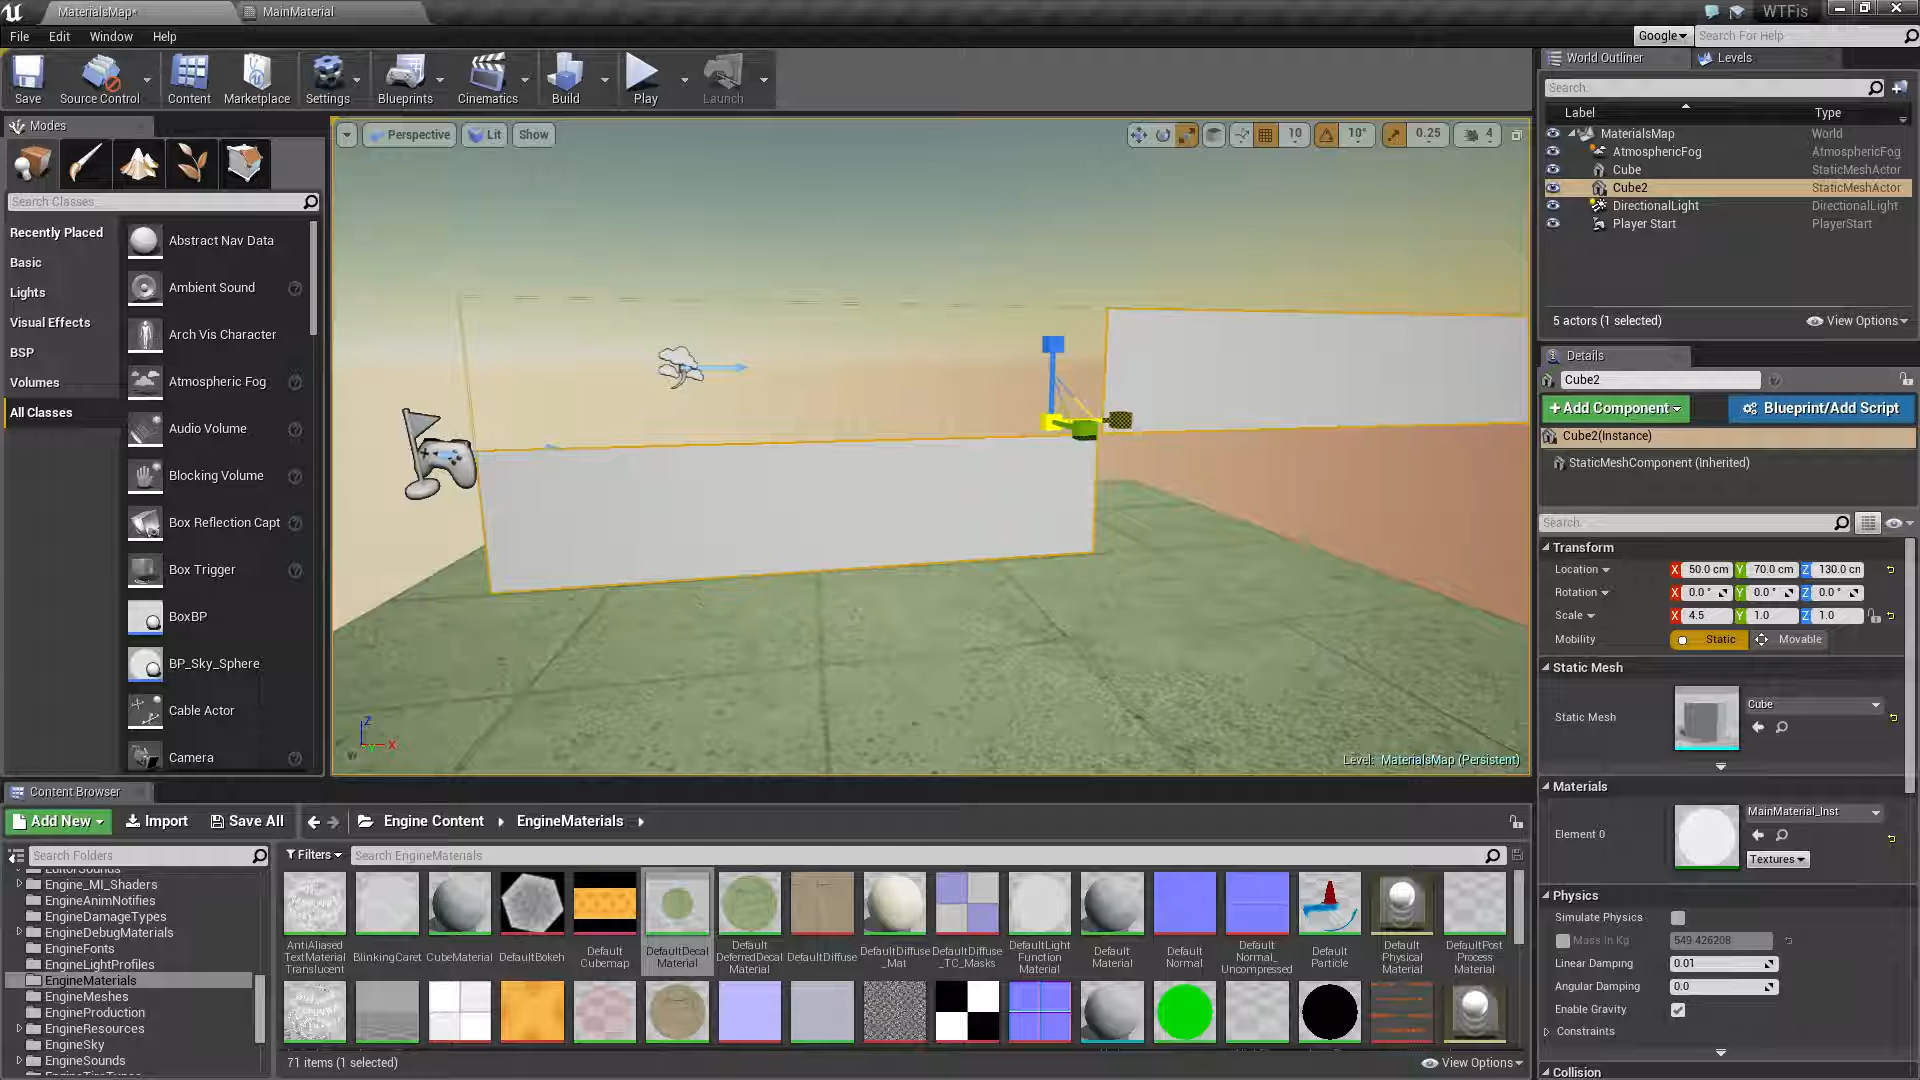 MaterialsMap*
MainMaterial
WTFis
File Edit Window Help
Google
Search For Help
Save
Source Control
Content
Marketplace
Settings
Blueprints
Cinematics
Build
Play
Launch
Modes
Search Classes
Recently Placed
Basic
Lights
Visual Effects
BSP
Volumes
All Classes
Abstract Nav Data
Ambient Sound
Arch Vis Character
Atmospheric Fog
Audio Volume
Blocking Volume
Box Reflection Capt
Box Trigger
BoxBP
BP_Sky_Sphere
Cable Actor
Camera
Perspective
Lit
Show
10
10°
0.25
4
Z
X
Level: MaterialsMap (Persistent)
World Outliner
Levels
Search.
Label Type
MaterialsMap World
AtmosphericFog AtmosphericFog
Cube StaticMeshActor
Cube2 StaticMeshActor
DirectionalLight DirectionalLight
Player Start PlayerStart
5 actors (1 selected)
View Options
Details
Cube2
+Add Component
Blueprint/Add Script
Cube2(Instance)
StaticMeshComponent (Inherited)
Search
Transform
Location X 50.0 cm Y 70.0 cm Z 130.0 cm
Rotation X 0.0 ° Y 0.0 ° Z 0.0 °
Scale X 4.5 Y 1.0 Z 1.0
Mobility Static Movable
Static Mesh
Static Mesh
Cube
Materials
Element 0
MainMaterial_Inst
Textures
Physics
Simulate Physics
Mass in Kg 549.426208
Linear Damping 0.01
Angular Damping 0.0
Enable Gravity
Constraints
Collision
Content Browser
Add New
Import
Save All
Engine Content
EngineMaterials
Search Folders
Filters
Search EngineMaterials
EditorSounds
Engine_MI_Shaders
EngineAnimNotifies
EngineDamageTypes
EngineDebugMaterials
EngineFonts
EngineLightProfiles
EngineMaterials
EngineMeshes
EngineProduction
EngineResources
EngineSky
EngineSounds
AntiAliased TextMaterial Translucent
BlinkingCaret
CubeMaterial
DefaultBokeh
Default Cubemap
DefaultDecal Material
Default DeferredDecal Material
DefaultDiffuse
DefaultDiffuse _Mat
DefaultDiffuse _TC_Masks
DefaultLight Function Material
Default Material
Default Normal
Default Normal_ Uncompressed
Default Particle
Default Physical Material
DefaultPost Process Material
71 items (1 selected)
View Options